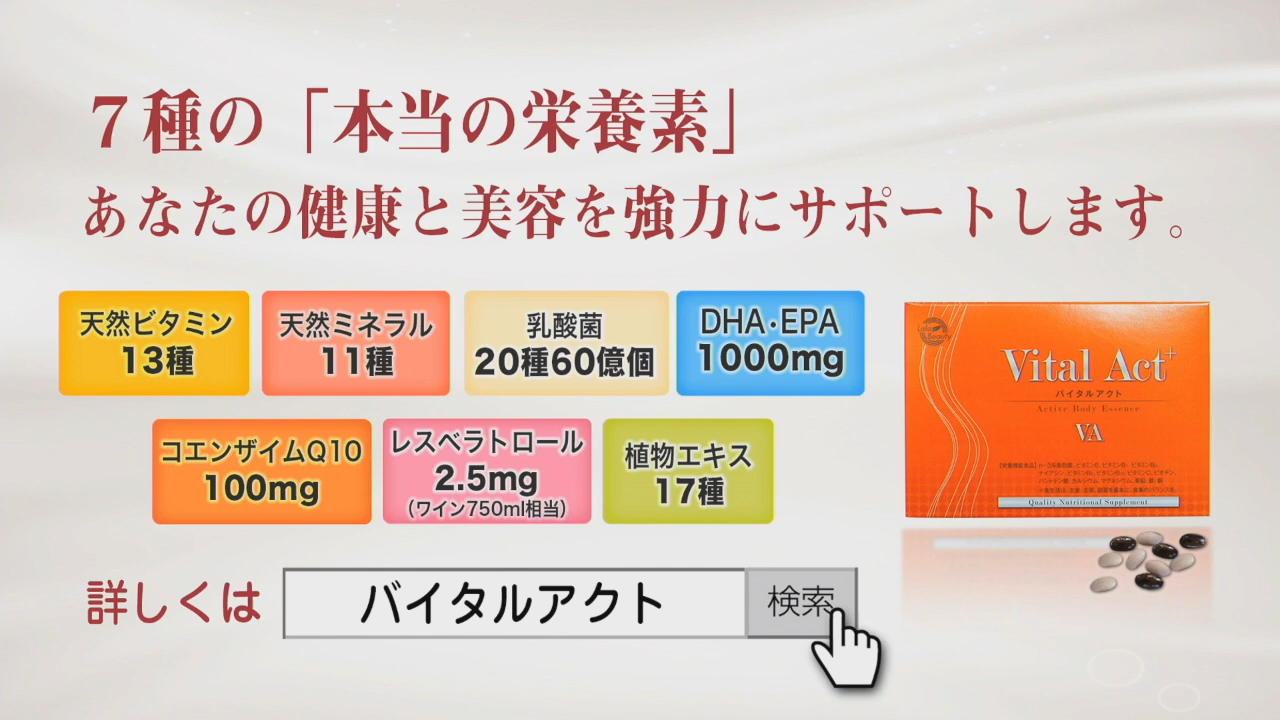 7種の「本当の栄養素」
あなたの健康と美容を強力にサポートします。
天然ビタミン
13種
天然ミネラル
11種
乳酸菌
20種60億個
DHA・EPA
1000mg
コエンザイムQ10
100mg
レスベラトロール
2.5mg
(ワイン750ml相当)
植物エキス
17種
Vital Act+
バイタルアクト
Active Body Essence
VA
Quality Nutritional Supplement
詳しくは
バイタルアクト
検索